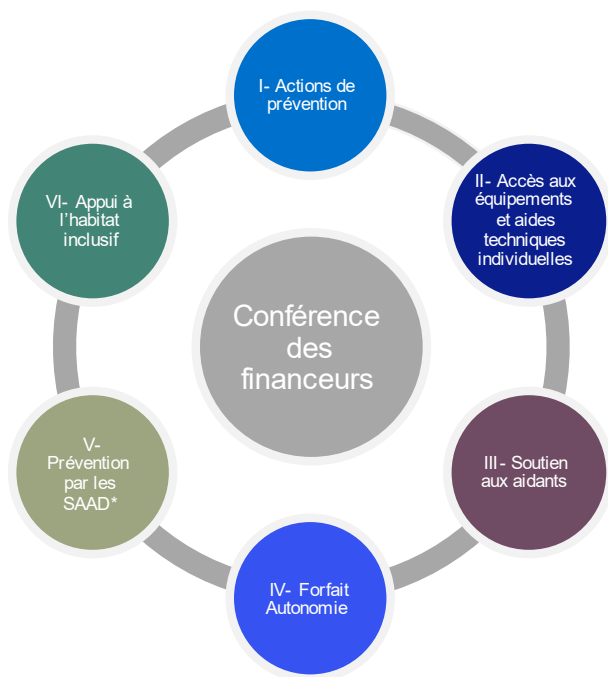 I- Actions de
prévention
II- Accès aux
équipements
et aides
techniques
individuelles
III- Soutien
aux aidants
IV- Forfait
Autonomie
V-
Prévention
par les
SAAD*
VI- Appui à
l'habitat
inclusif
Conférence
des
financeurs